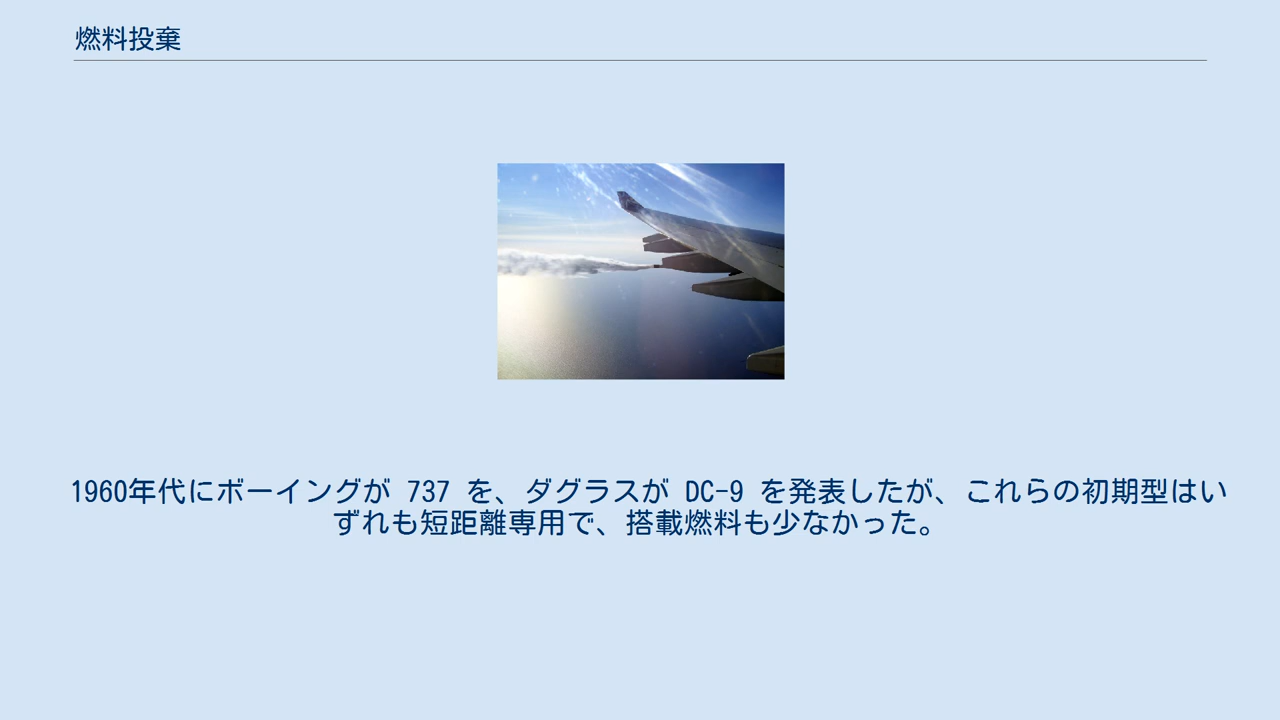 燃料投棄
1960年代にボーイングが 737 を、ダグラスが DC-9 を発表したが、これらの初期型はい
ずれも短距離専用で、搭載燃料も少なかった。